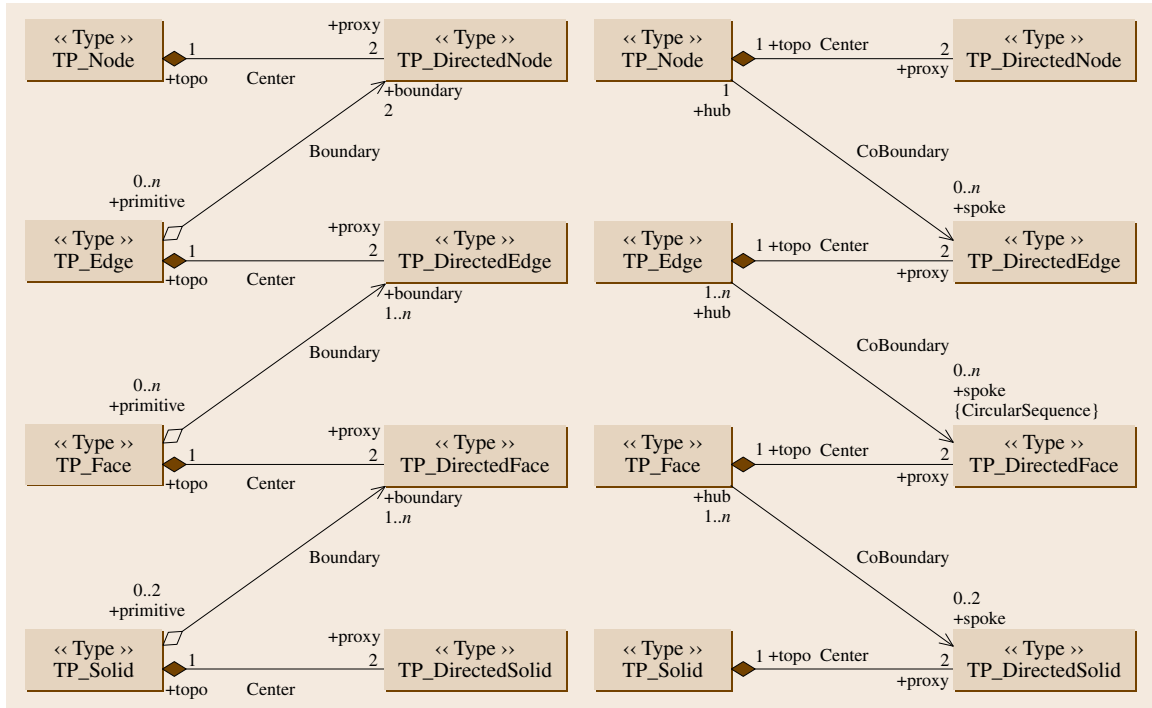 ‹‹ Type ››
TP_Node
1
+topo
Center
+proxy
2
‹‹ Type ››
TP_DirectedNode
+boundary
2
Boundary
0..n
+primitive
‹‹ Type ››
TP_Edge
1
+topo
Center
+proxy
2
‹‹ Type ››
TP_DirectedEdge
+boundary
1..n
Boundary
0..n
+primitive
‹‹ Type ››
TP_Face
1
+topo
Center
+proxy
2
‹‹ Type ››
TP_DirectedFace
+boundary
1..n
Boundary
0..2
+primitive
‹‹ Type ››
TP_Solid
1
+topo
Center
+proxy
2
‹‹ Type ››
TP_DirectedSolid
‹‹ Type ››
TP_Node
1 +topo Center
2
+proxy
‹‹ Type ››
TP_DirectedNode
1
+hub
CoBoundary
0..n
+spoke
‹‹ Type ››
TP_Edge
1 +topo Center
2
+proxy
‹‹ Type ››
TP_DirectedEdge
1..n
+hub
CoBoundary
0..n
+spoke
{CircularSequence}
‹‹ Type ››
TP_Face
1 +topo Center
2
+proxy
‹‹ Type ››
TP_DirectedFace
+hub
1..n
CoBoundary
0..2
+spoke
‹‹ Type ››
TP_Solid
1 +topo Center
2
+proxy
‹‹ Type ››
TP_DirectedSolid